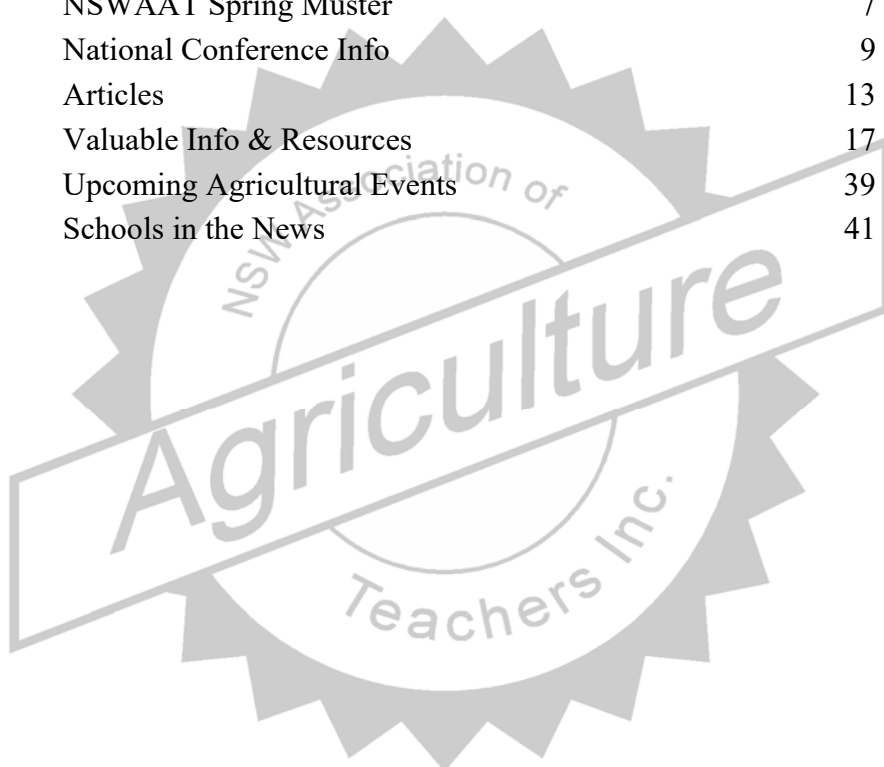 NSWAAT Spring Muster 7
National Conference Info 9
Articles 13
Valuable Info & Resources 17
Upcoming Agricultural Events 39
Schools in the News 41
NSW Association of
Agriculture
Teachers Inc.